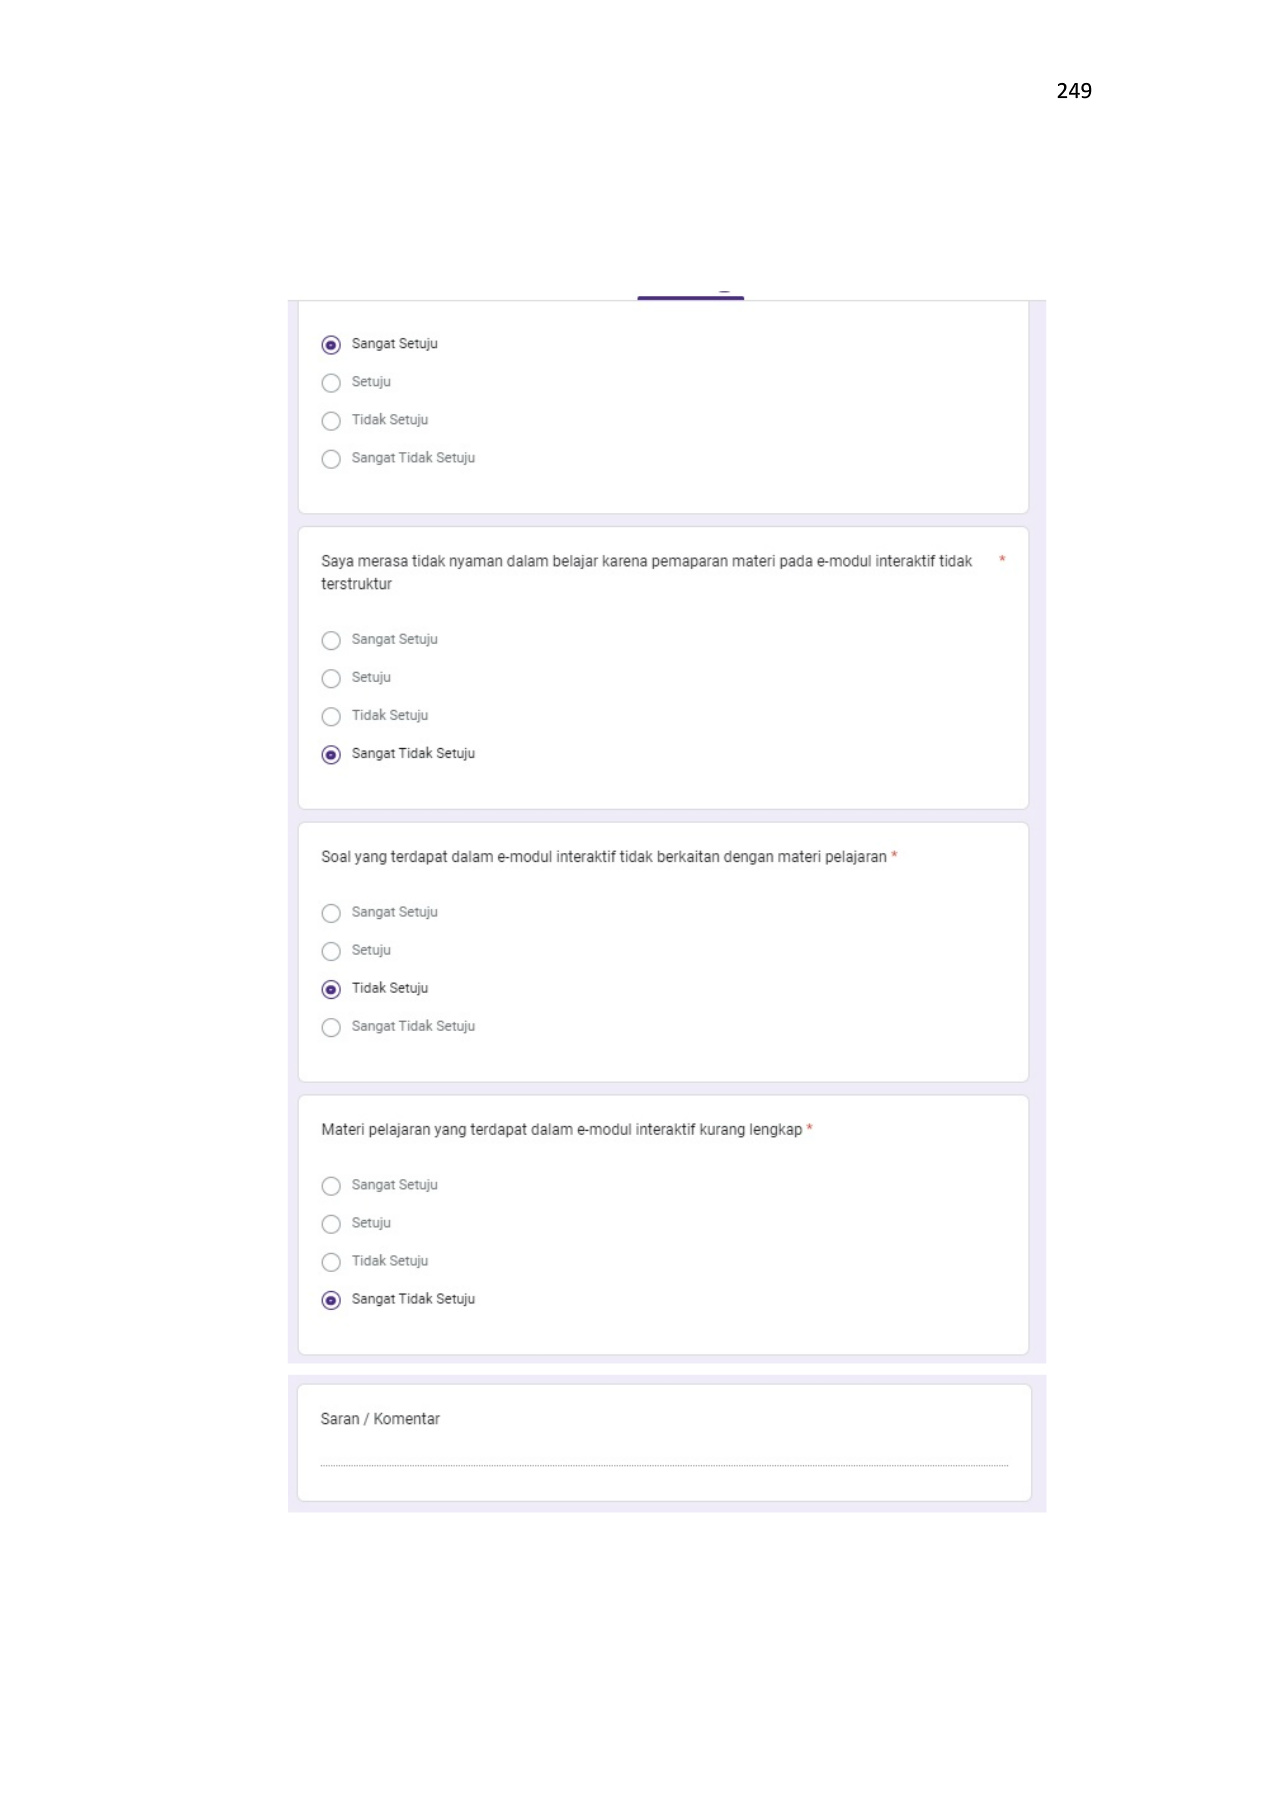 249
Sangat Setuju
Setuju
Tidak Setuju
Sangat Tidak Setuju
Saya merasa tidak nyaman dalam belajar karena pemaparan materi pada e-modul interaktif tidak *
terstruktur
Sangat Setuju
Setuju
Tidak Setuju
Sangat Tidak Setuju
Soal yang terdapat dalam e-modul interaktif tidak berkaitan dengan materi pelajaran *
Sangat Setuju
Setuju
Tidak Setuju
Sangat Tidak Setuju
Materi pelajaran yang terdapat dalam e-modul interaktif kurang lengkap *
Sangat Setuju
Setuju
Tidak Setuju
Sangat Tidak Setuju
Saran / Komentar